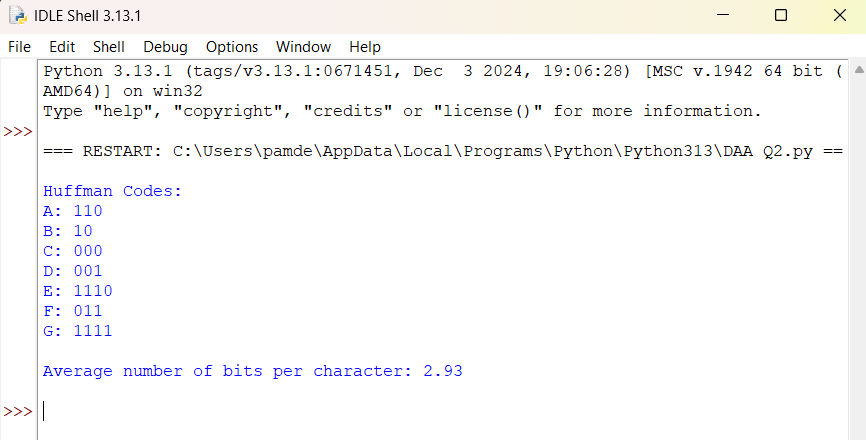 IDLE Shell 3.13.1
File Edit Shell Debug Options Window Help
Python 3.13.1 (tags/v3.13.1:0671451, Dec  3 2024, 19:06:28) [MSC v.1942 64 bit (
AMD64)] on win32
Type "help", "copyright", "credits" or "license()" for more information.
>>>
=== RESTART: C:\Users\pamde\AppData\Local\Programs\Python\Python313\DAA Q2.py ==
Huffman Codes:
A: 110
B: 10
C: 000
D: 001
E: 1110
F: 011
G: 1111
Average number of bits per character: 2.93
>>>